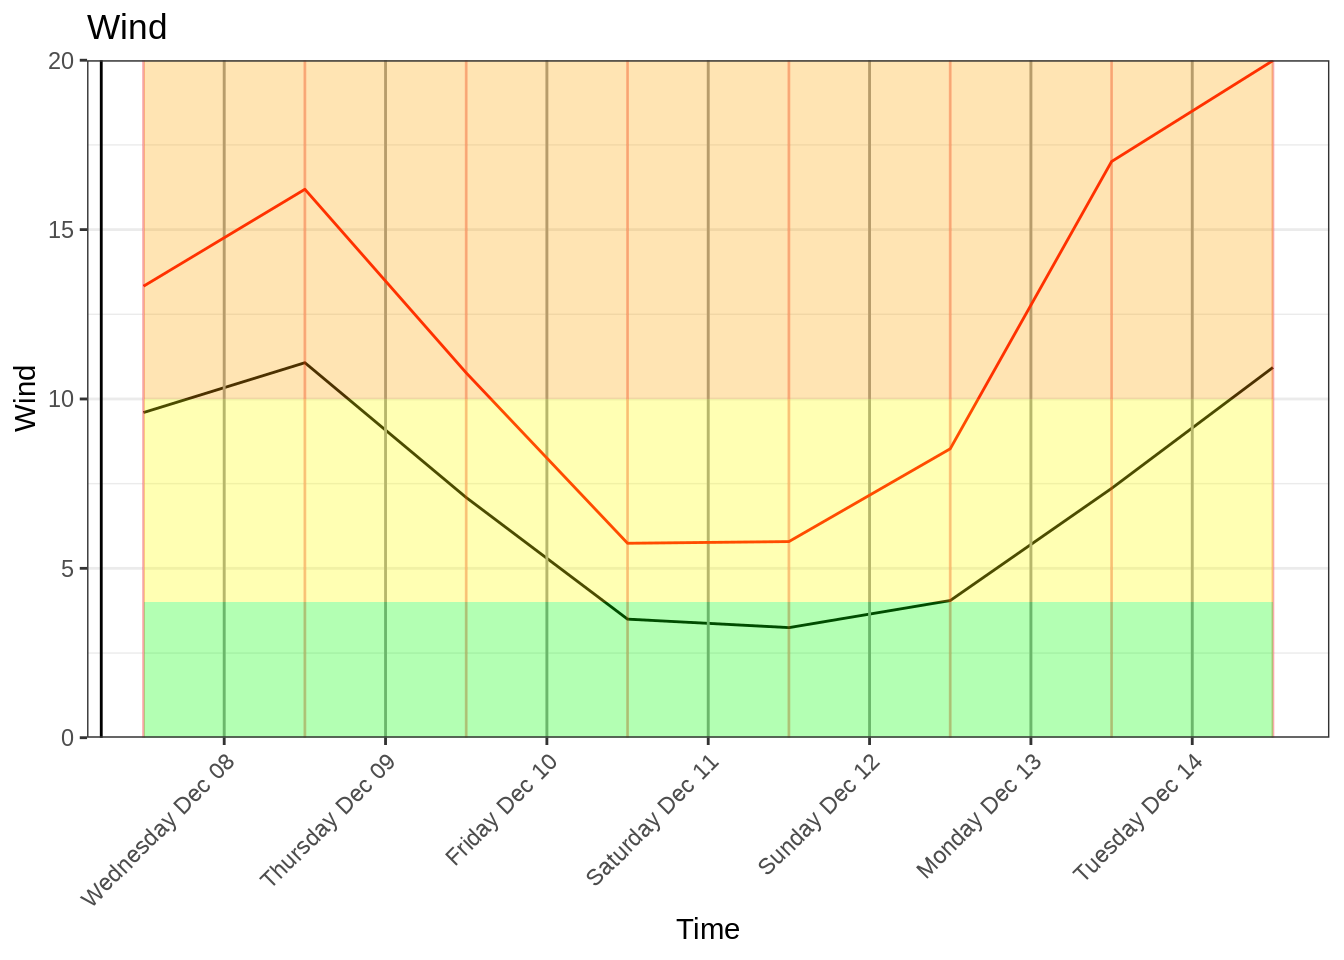 Wind
20
15
10
5
0
Wind
Wednesday Dec 08
Thursday Dec 09
Friday Dec 10
Saturday Dec 11
Sunday Dec 12
Monday Dec 13
Tuesday Dec 14
Time